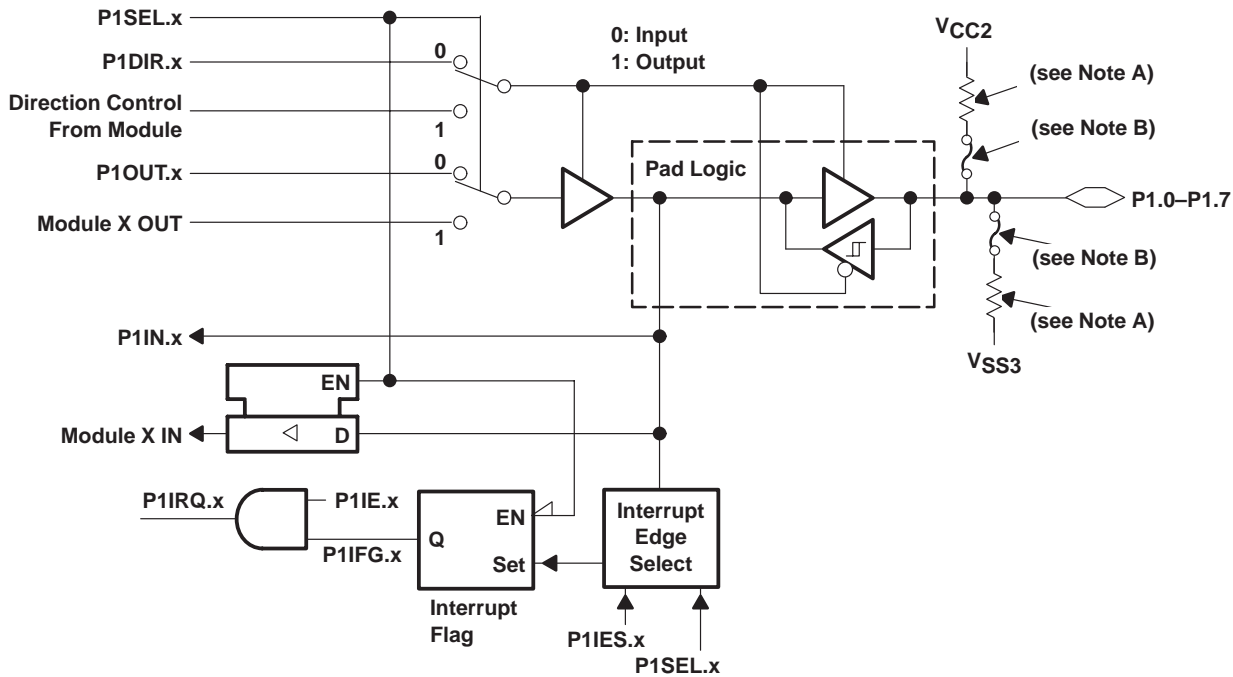 P1SEL.x
P1DIR.x
0
Direction Control
From Module
1
P1OUT.x
0
Module X OUT
1
0: Input
1: Output
Pad Logic
VCC2
(see Note A)
(see Note B)
P1.0–P1.7
(see Note B)
(see Note A)
VSS3
P1IN.x
EN
Module X IN
D
P1IRQ.x
P1IE.x
P1IFG.x
EN
Q
Set
Interrupt
Flag
Interrupt
Edge
Select
P1IES.x
P1SEL.x